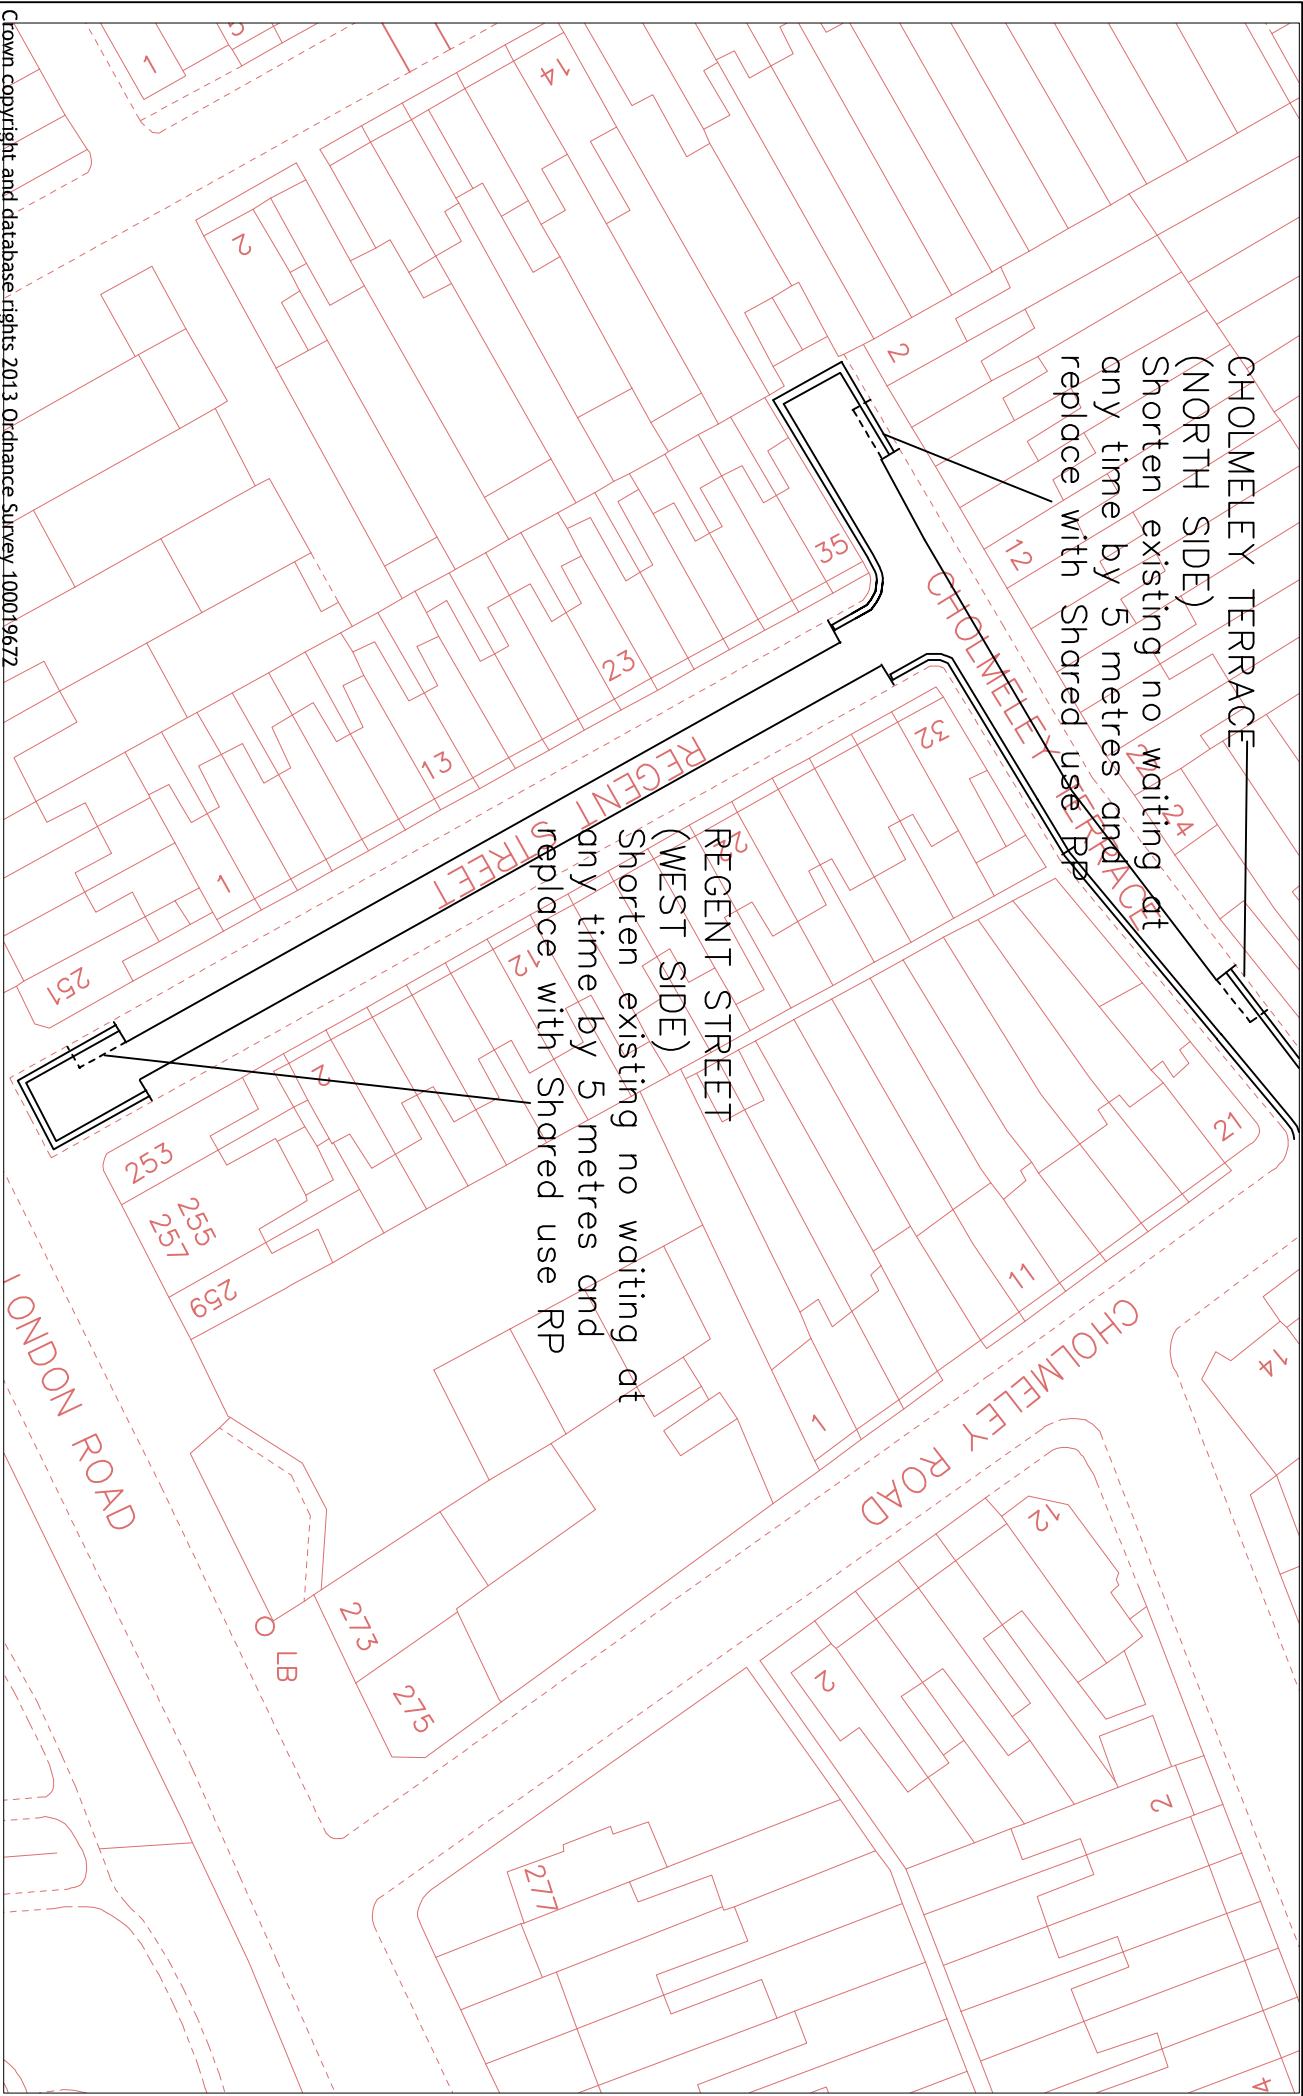 CHOLMELEY TERRACE
(NORTH SIDE)
Shorten existing no waiting at
any time by 5 metres and
replace with Shared use RP
REGENT STREET
(WEST SIDE)
Shorten existing no waiting at
any time by 5 metres and
replace with Shared use RP
CHOLMELEY TERRACE
REGENT STREET
CHOLMELEY ROAD
LONDON ROAD
2
12
22
24
35
23
13
1
251
32
22
12
2
253
255
257
259
21
11
1
14
12
2
2
4
273
275
277
LB
14
2
1
5
Crown copyright and database rights 2013 Ordnance Survey 100019672